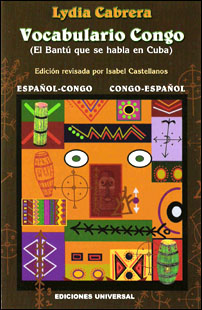 Lydia Cabrera
Vocabulario Congo
(El Bantú que se habla en Cuba)
Edición revisada por Isabel Castellanos
ESPAÑOL-CONGO CONGO-ESPAÑOL
EDICIONES UNIVERSAL